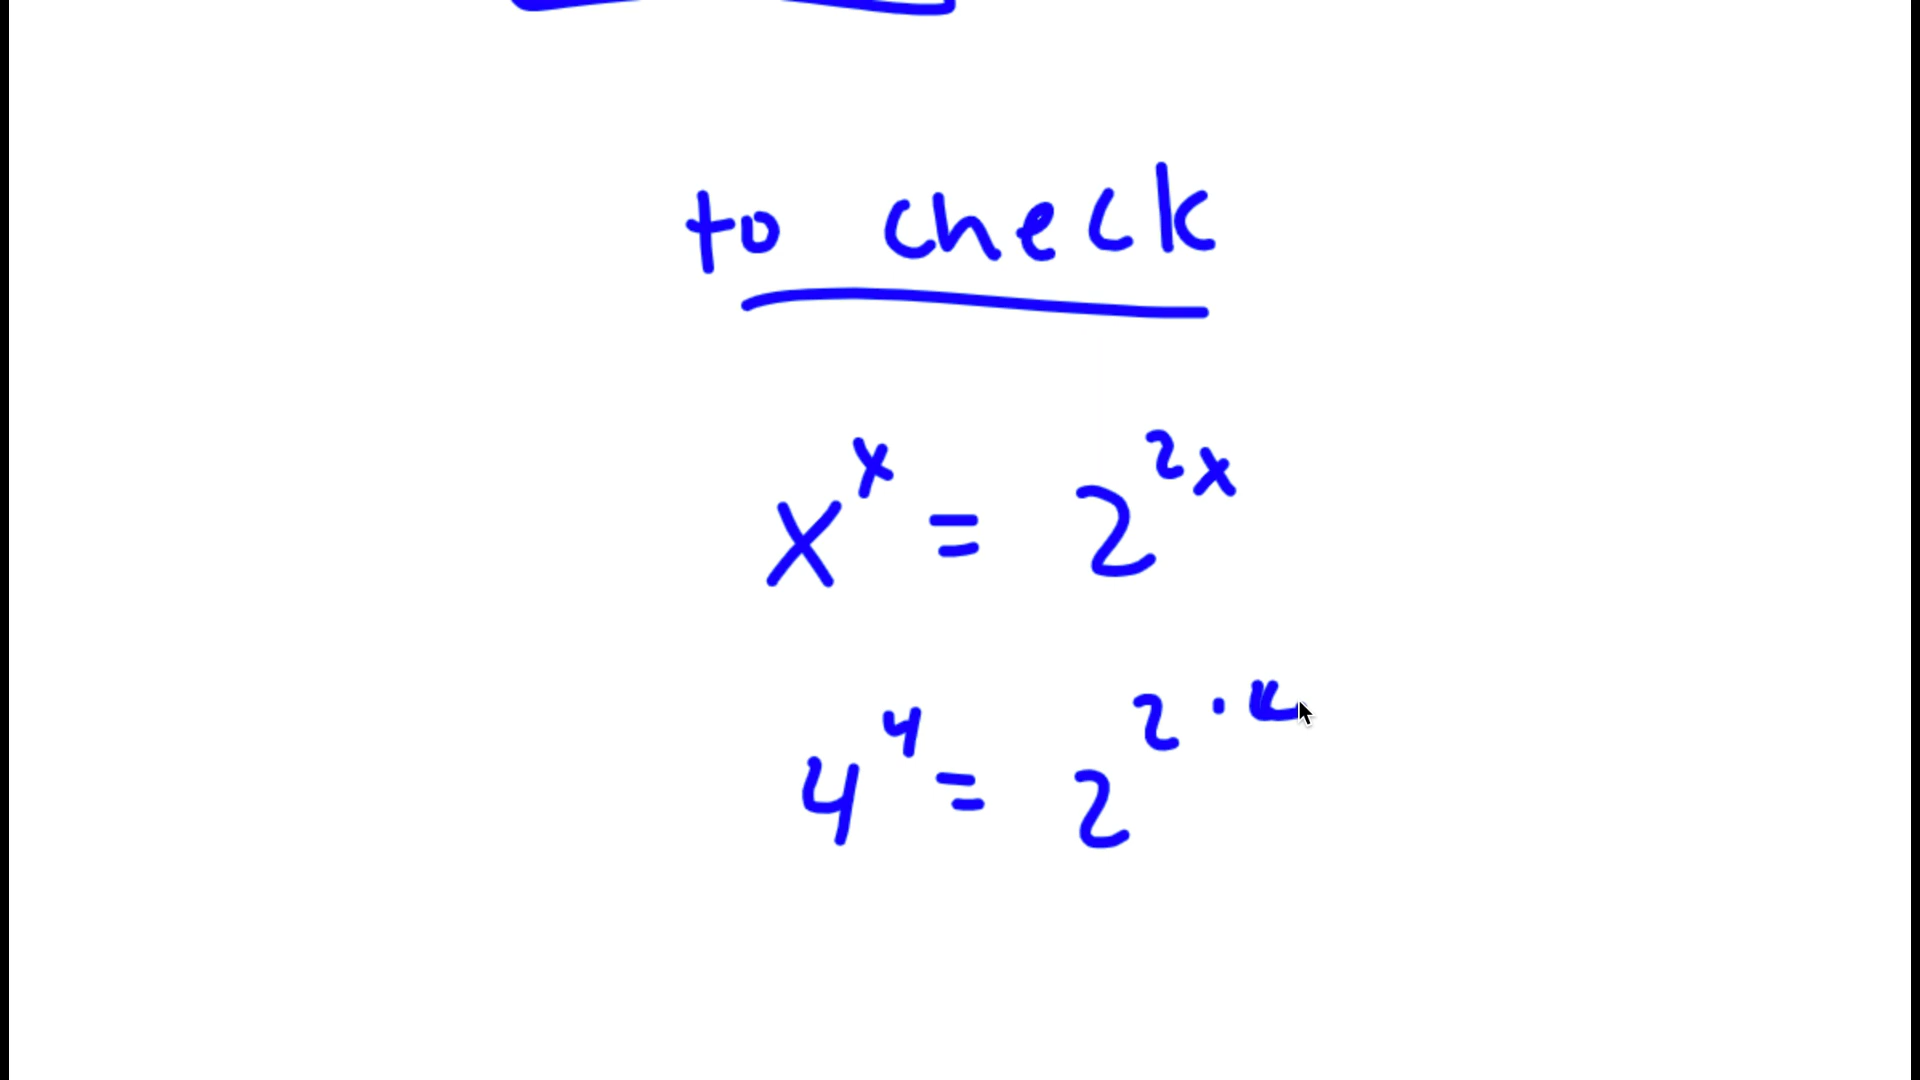 to check
x^x = 2^2x
4^4 = 2^2·4